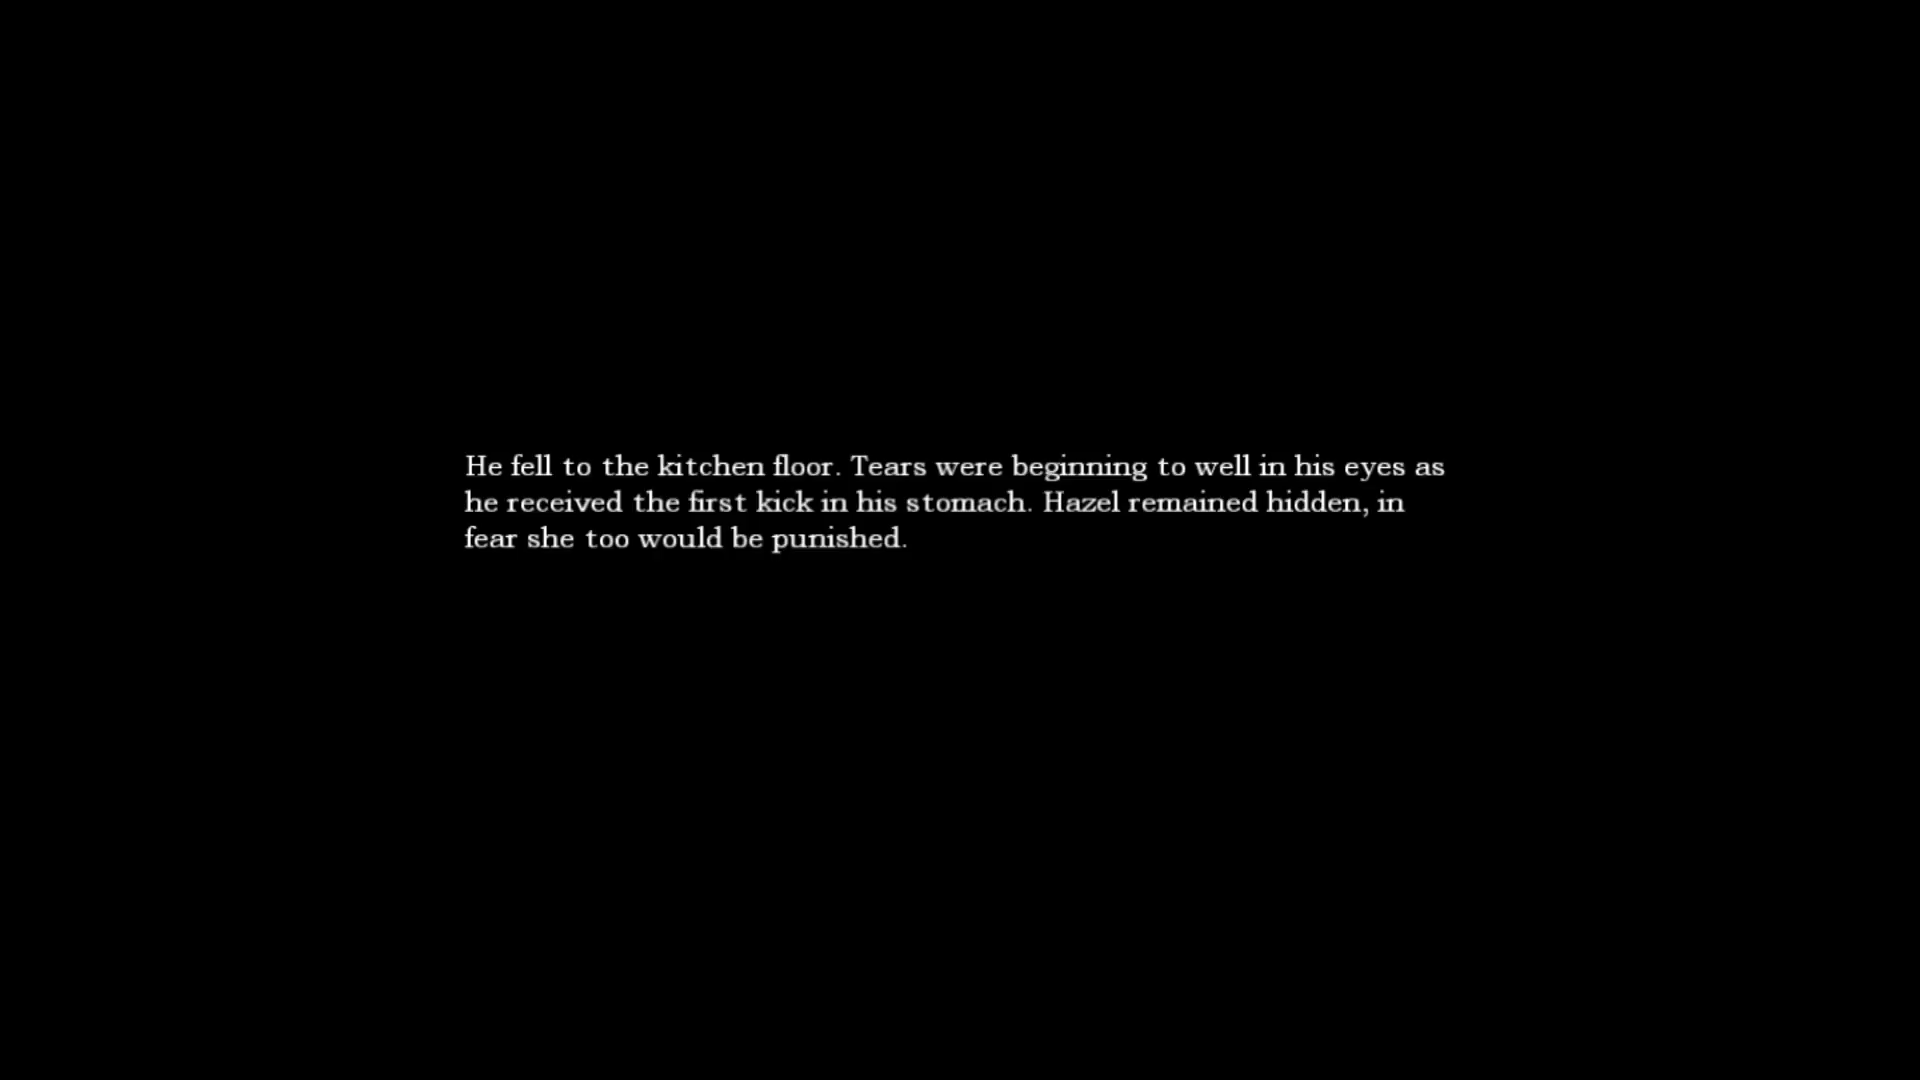 He fell to the kitchen floor. Tears were beginning to well in his eyes as
he received the first kick in his stomach. Hazel remained hidden, in
fear she too would be punished.